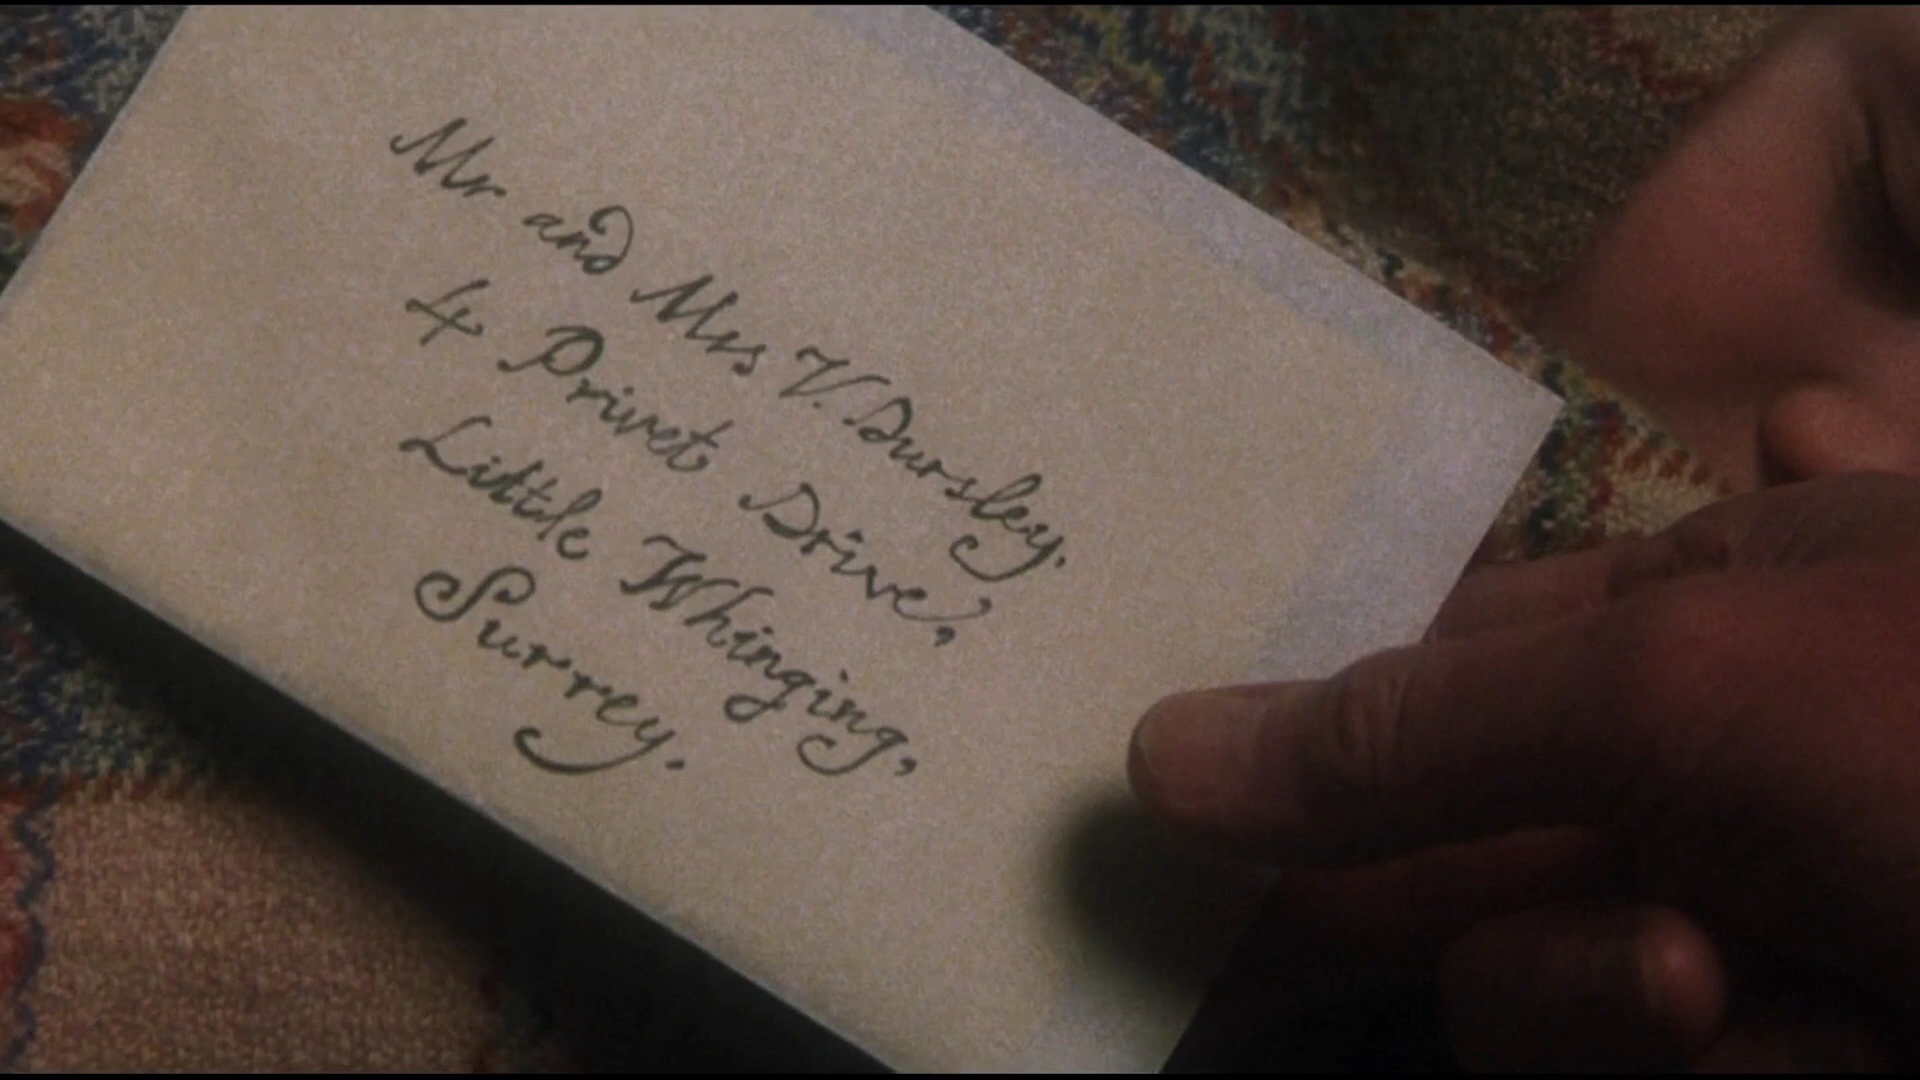 Mr and Mrs V. Dursley.
4 Privet Drive,
Little Whinging,
Surrey.